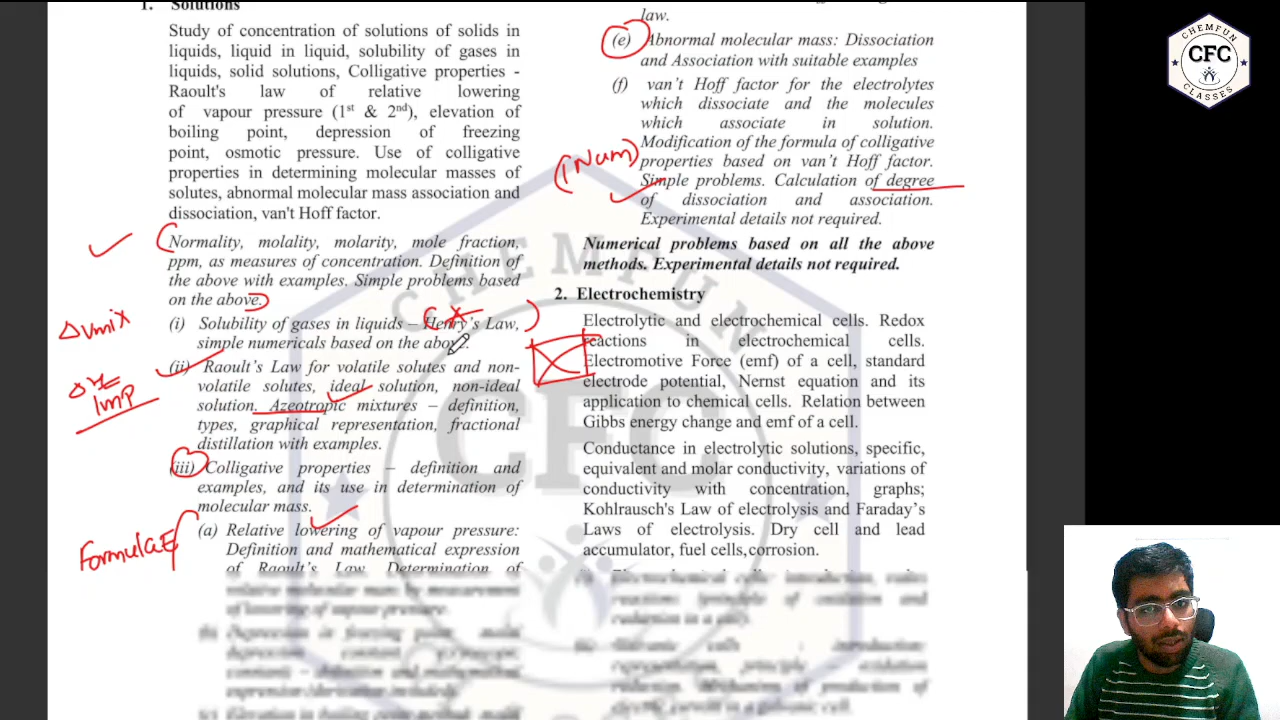 1. Solutions
Study of concentration of solutions of solids in
liquids, liquid in liquid, solubility of gases in
liquids, solid solutions, Colligative properties -
Raoult's law of relative lowering
of vapour pressure (1st & 2nd), elevation of
boiling point, depression of freezing
point, osmotic pressure. Use of colligative
properties in determining molecular masses of
solutes, abnormal molecular mass association and
dissociation, van't Hoff factor.
Normality, molality, molarity, mole fraction,
ppm, as measures of concentration. Definition of
the above with examples. Simple problems based
on the above.
(i) Solubility of gases in liquids – Henry's Law,
simple numericals based on the above.
(ii) Raoult's Law for volatile solutes and non-
volatile solutes, ideal solution, non-ideal
solution. Azeotropic mixtures – definition,
types, graphical representation, fractional
distillation with examples.
(iii) Colligative properties – definition and
examples, and its use in determination of
molecular mass.
(a) Relative lowering of vapour pressure:
Definition and mathematical expression
of Raoult's Law. Determination of
relative molecular mass by measurement
of lowering of vapour pressure.
ΔVmix
Imp
Formulae
law.
(e) Abnormal molecular mass: Dissociation
and Association with suitable examples
(f) van't Hoff factor for the electrolytes
which dissociate and the molecules
which associate in solution.
Modification of the formula of colligative
properties based on van't Hoff factor.
Simple problems. Calculation of degree
of dissociation and association.
Experimental details not required.
(Num)
Numerical problems based on all the above
methods. Experimental details not required.
2. Electrochemistry
Electrolytic and electrochemical cells. Redox
reactions in electrochemical cells.
Electromotive Force (emf) of a cell, standard
electrode potential, Nernst equation and its
application to chemical cells. Relation between
Gibbs energy change and emf of a cell.
Conductance in electrolytic solutions, specific,
equivalent and molar conductivity, variations of
conductivity with concentration, graphs;
Kohlrausch's Law of electrolysis and Faraday's
Laws of electrolysis. Dry cell and lead
accumulator, fuel cells, corrosion.
CHEMFUN
CFC
CHEMFUN
CFC
CLASSES